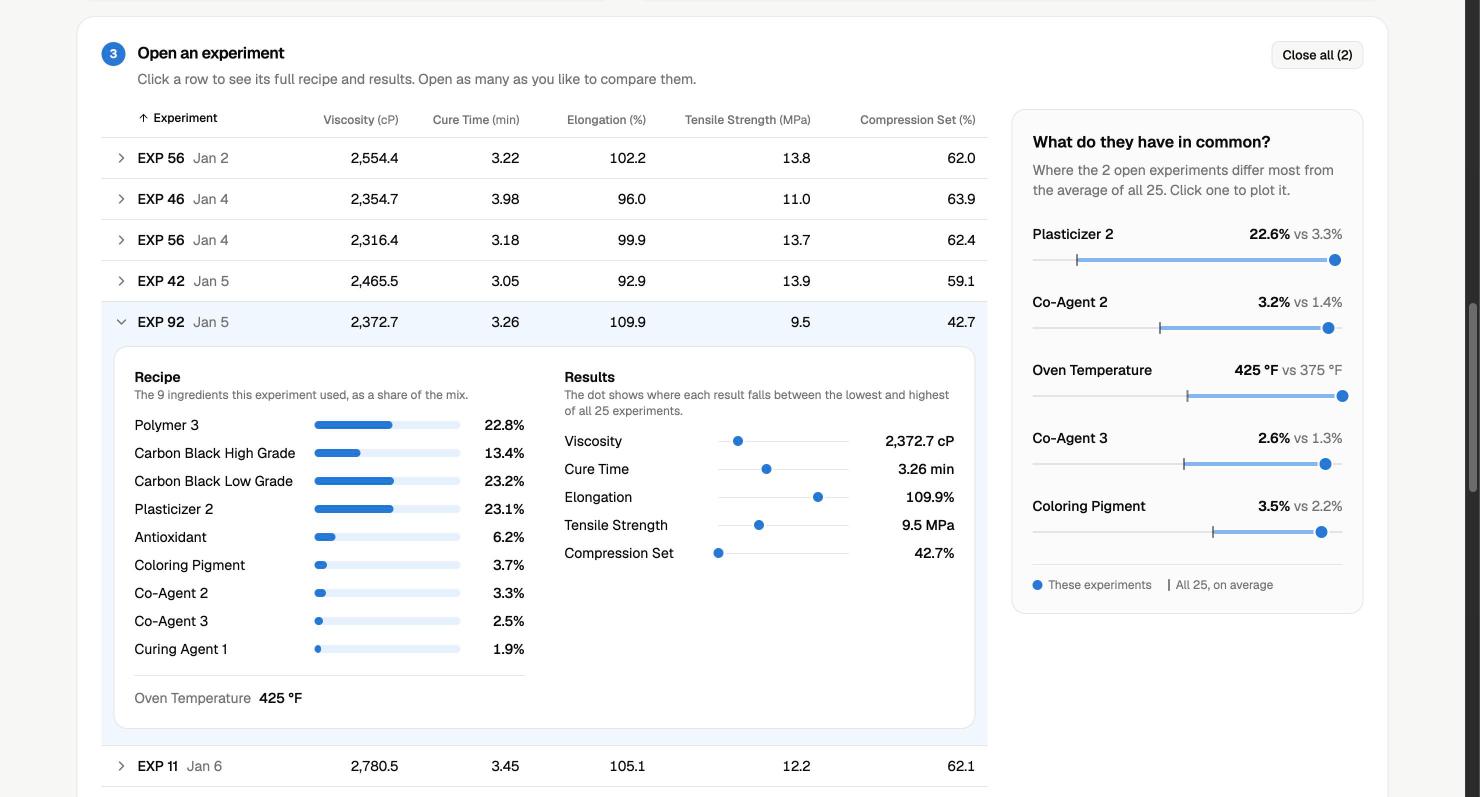 3 Open an experiment
Click a row to see its full recipe and results. Open as many as you like to compare them.
Close all (2)
↑ Experiment Viscosity (cP) Cure Time (min) Elongation (%) Tensile Strength (MPa) Compression Set (%)
EXP 56 Jan 2 2,554.4 3.22 102.2 13.8 62.0
EXP 46 Jan 4 2,354.7 3.98 96.0 11.0 63.9
EXP 56 Jan 4 2,316.4 3.18 99.9 13.7 62.4
EXP 42 Jan 5 2,465.5 3.05 92.9 13.9 59.1
EXP 92 Jan 5 2,372.7 3.26 109.9 9.5 42.7
Recipe
The 9 ingredients this experiment used, as a share of the mix.
Polymer 3 22.8%
Carbon Black High Grade 13.4%
Carbon Black Low Grade 23.2%
Plasticizer 2 23.1%
Antioxidant 6.2%
Coloring Pigment 3.7%
Co-Agent 2 3.3%
Co-Agent 3 2.5%
Curing Agent 1 1.9%
Oven Temperature 425 °F
Results
The dot shows where each result falls between the lowest and highest
of all 25 experiments.
Viscosity 2,372.7 cP
Cure Time 3.26 min
Elongation 109.9%
Tensile Strength 9.5 MPa
Compression Set 42.7%
EXP 11 Jan 6 2,780.5 3.45 105.1 12.2 62.1
What do they have in common?
Where the 2 open experiments differ most from
the average of all 25. Click one to plot it.
Plasticizer 2 22.6% vs 3.3%
Co-Agent 2 3.2% vs 1.4%
Oven Temperature 425 °F vs 375 °F
Co-Agent 3 2.6% vs 1.3%
Coloring Pigment 3.5% vs 2.2%
These experiments All 25, on average